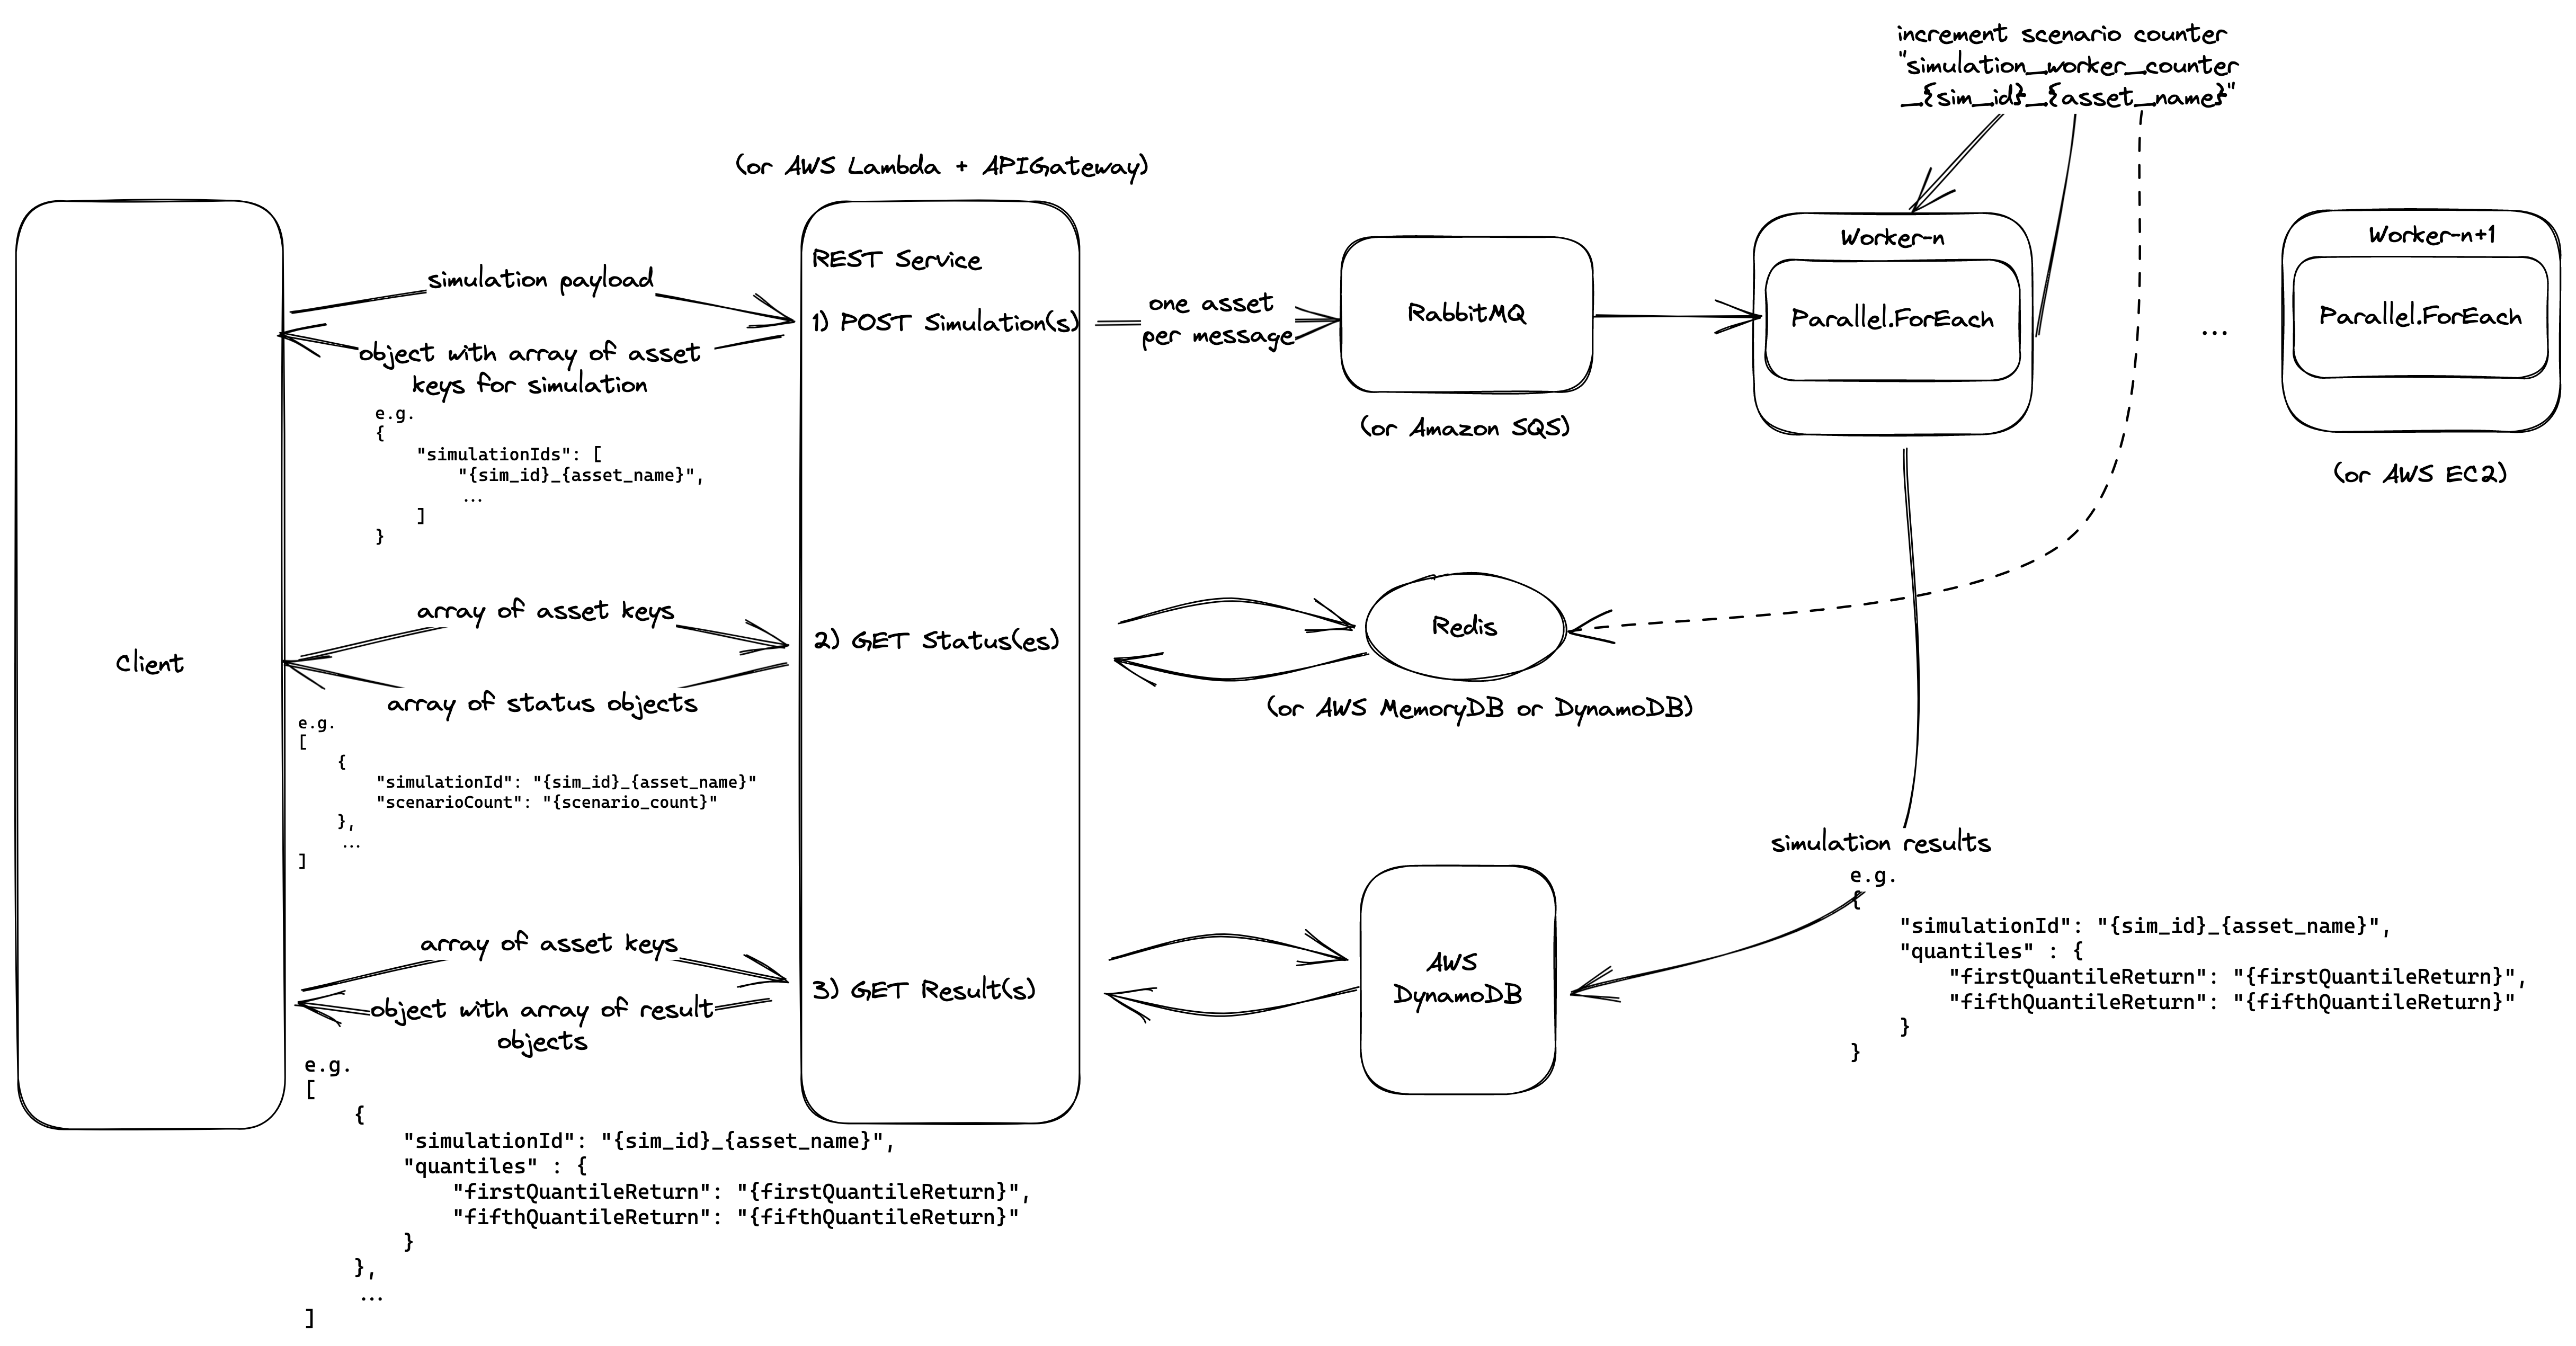 increment scenario counter
"simulation_worker_counter
_{sim_id}_{asset_name}"
(or AWS Lambda + APIGateway)
Client
simulation payload
object with array of asset
keys for simulation
e.g.
{
"simulationIds": [
"{sim_id}_{asset_name}",
...
]
}
array of asset keys
array of status objects
e.g.
[
{
"simulationId": "{sim_id}_{asset_name}"
"scenarioCount": "{scenario_count}"
},
...
]
array of asset keys
object with array of result
objects
e.g.
[
{
"simulationId": "{sim_id}_{asset_name}",
"quantiles" : {
"firstQuantileReturn": "{firstQuantileReturn}",
"fifthQuantileReturn": "{fifthQuantileReturn}"
}
},
...
]
REST Service
1) POST Simulation(s)
2) GET Status(es)
3) GET Result(s)
one asset
per message
RabbitMQ
(or Amazon SQS)
Worker-n
Parallel.ForEach
...
Worker-n+1
Parallel.ForEach
(or AWS EC2)
Redis
(or AWS MemoryDB or DynamoDB)
AWS
DynamoDB
simulation results
e.g.
{
"simulationId": "{sim_id}_{asset_name}",
"quantiles" : {
"firstQuantileReturn": "{firstQuantileReturn}",
"fifthQuantileReturn": "{fifthQuantileReturn}"
}
}